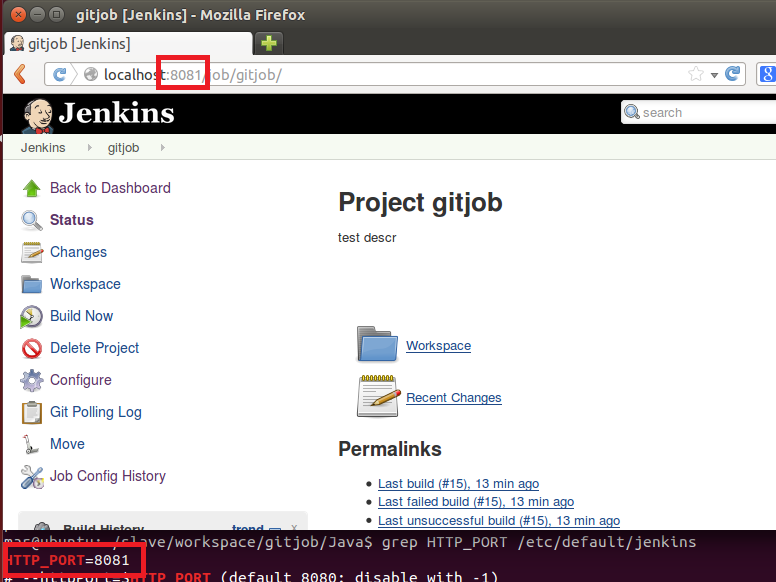 gitjob [Jenkins] - Mozilla Firefox
gitjob [Jenkins]
localhost:8081/job/gitjob/
8
Jenkins
search
Jenkins
gitjob
Back to Dashboard
Status
Changes
Workspace
Build Now
Delete Project
Configure
Git Polling Log
Move
Job Config History
Project gitjob
test descr
Workspace
Recent Changes
Permalinks
Last build (#15), 13 min ago
Last failed build (#15), 13 min ago
Last unsuccessful build (#15), 13 min ago
Build History
trend
mas@ubuntu:~/slave/workspace/gitjob/Java$ grep HTTP_PORT /etc/default/jenkins
HTTP_PORT=8081
# --httpPort=$HTTP_PORT (default 8080; disable with -1)